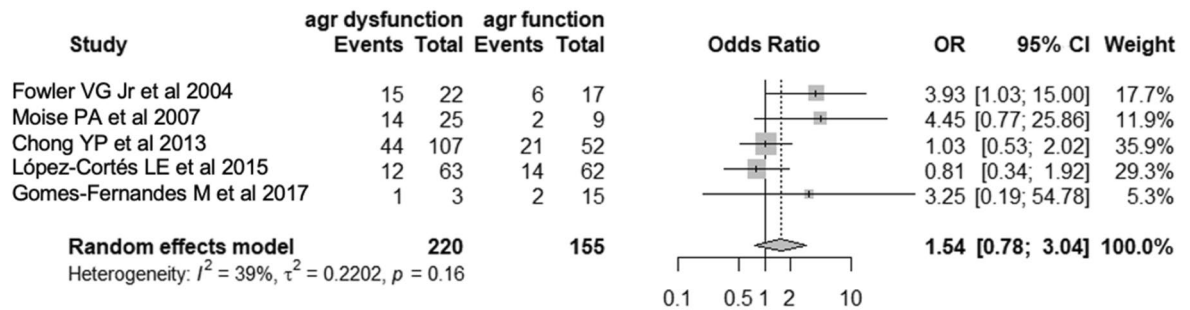 agr dysfunction agr function
Study Events Total Events Total Odds Ratio OR 95% CI Weight
Fowler VG Jr et al 2004 15 22 6 17 3.93 [1.03; 15.00] 17.7%
Moise PA et al 2007 14 25 2 9 4.45 [0.77; 25.86] 11.9%
Chong YP et al 2013 44 107 21 52 1.03 [0.53; 2.02] 35.9%
López-Cortés LE et al 2015 12 63 14 62 0.81 [0.34; 1.92] 29.3%
Gomes-Fernandes M et al 2017 1 3 2 15 3.25 [0.19; 54.78] 5.3%
Random effects model 220 155 1.54 [0.78; 3.04] 100.0%
Heterogeneity: I² = 39%, τ² = 0.2202, p = 0.16
0.1 0.5 1 2 10